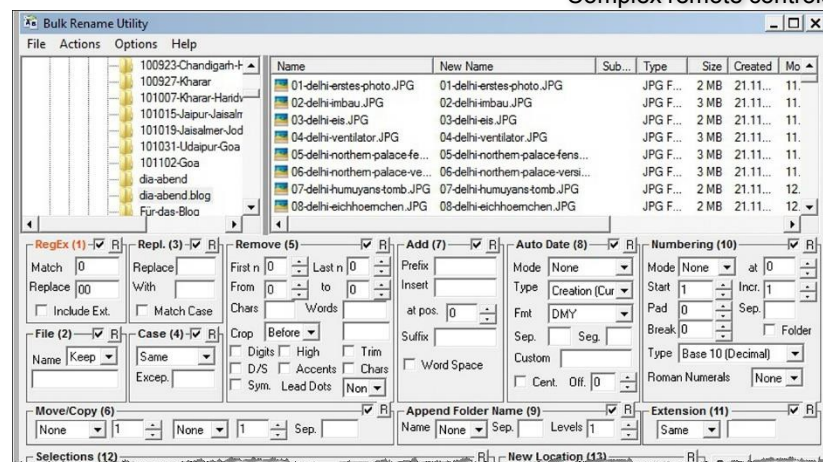 Complex remote control
Bulk Rename Utility
File Actions Options Help
100923-Chandigarh-H
100927-Kharar
101007-Kharar-Haridv
101015-Jaipur-Jaisalm
101019-Jaisalmer-Jod
101031-Udaipur-Goa
101102-Goa
dia-abend
dia-abend.blog
Für-das-Blog
Name New Name Sub... Type Size Created Mo
01-delhi-erstes-photo.JPG 01-delhi-erstes-photo.JPG JPG F... 2 MB 21.11... 11.
02-delhi-imbau.JPG 02-delhi-imbau.JPG JPG F... 3 MB 21.11... 11.
03-delhi-eis.JPG 03-delhi-eis.JPG JPG F... 2 MB 21.11... 11.
04-delhi-ventilator.JPG 04-delhi-ventilator.JPG JPG F... 3 MB 21.11... 11.
05-delhi-northern-palace-fe... 05-delhi-northern-palace-fens... JPG F... 2 MB 21.11... 11.
06-delhi-northern-palace-ve... 06-delhi-northern-palace-versi... JPG F... 3 MB 21.11... 11.
07-delhi-humuyans-tomb.JPG 07-delhi-humuyans-tomb.JPG JPG F... 2 MB 21.11... 12.
08-delhi-eichhoernchen.JPG 08-delhi-eichhoernchen.JPG JPG F... 3 MB 21.11... 12.
RegEx (1) R
Match 0
Replace 00
Include Ext.
Repl. (3) R
Replace
With
Match Case
Remove (5) R
First n 0 Last n 0
From 0 to 0
Chars Words
Crop Before
Digits High Trim
D/S Accents Chars
Sym. Lead Dots Non
Add (7) R
Prefix
Insert
at pos. 0
Suffix
Word Space
Auto Date (8) R
Mode None
Type Creation (Cur
Fmt DMY
Sep. Seg.
Custom
Cent. Off. 0
Numbering (10) R
Mode None at 0
Start 1 Incr. 1
Pad 0 Sep.
Break 0 Folder
Type Base 10 (Decimal)
Roman Numerals None
File (2) R
Name Keep
Case (4) R
Same
Excep.
Move/Copy (6) R
None 1 None 1 Sep.
Append Folder Name (9) R
Name None Sep. Levels 1
Extension (11) R
Same
Selections (12) R
New Location (13) R